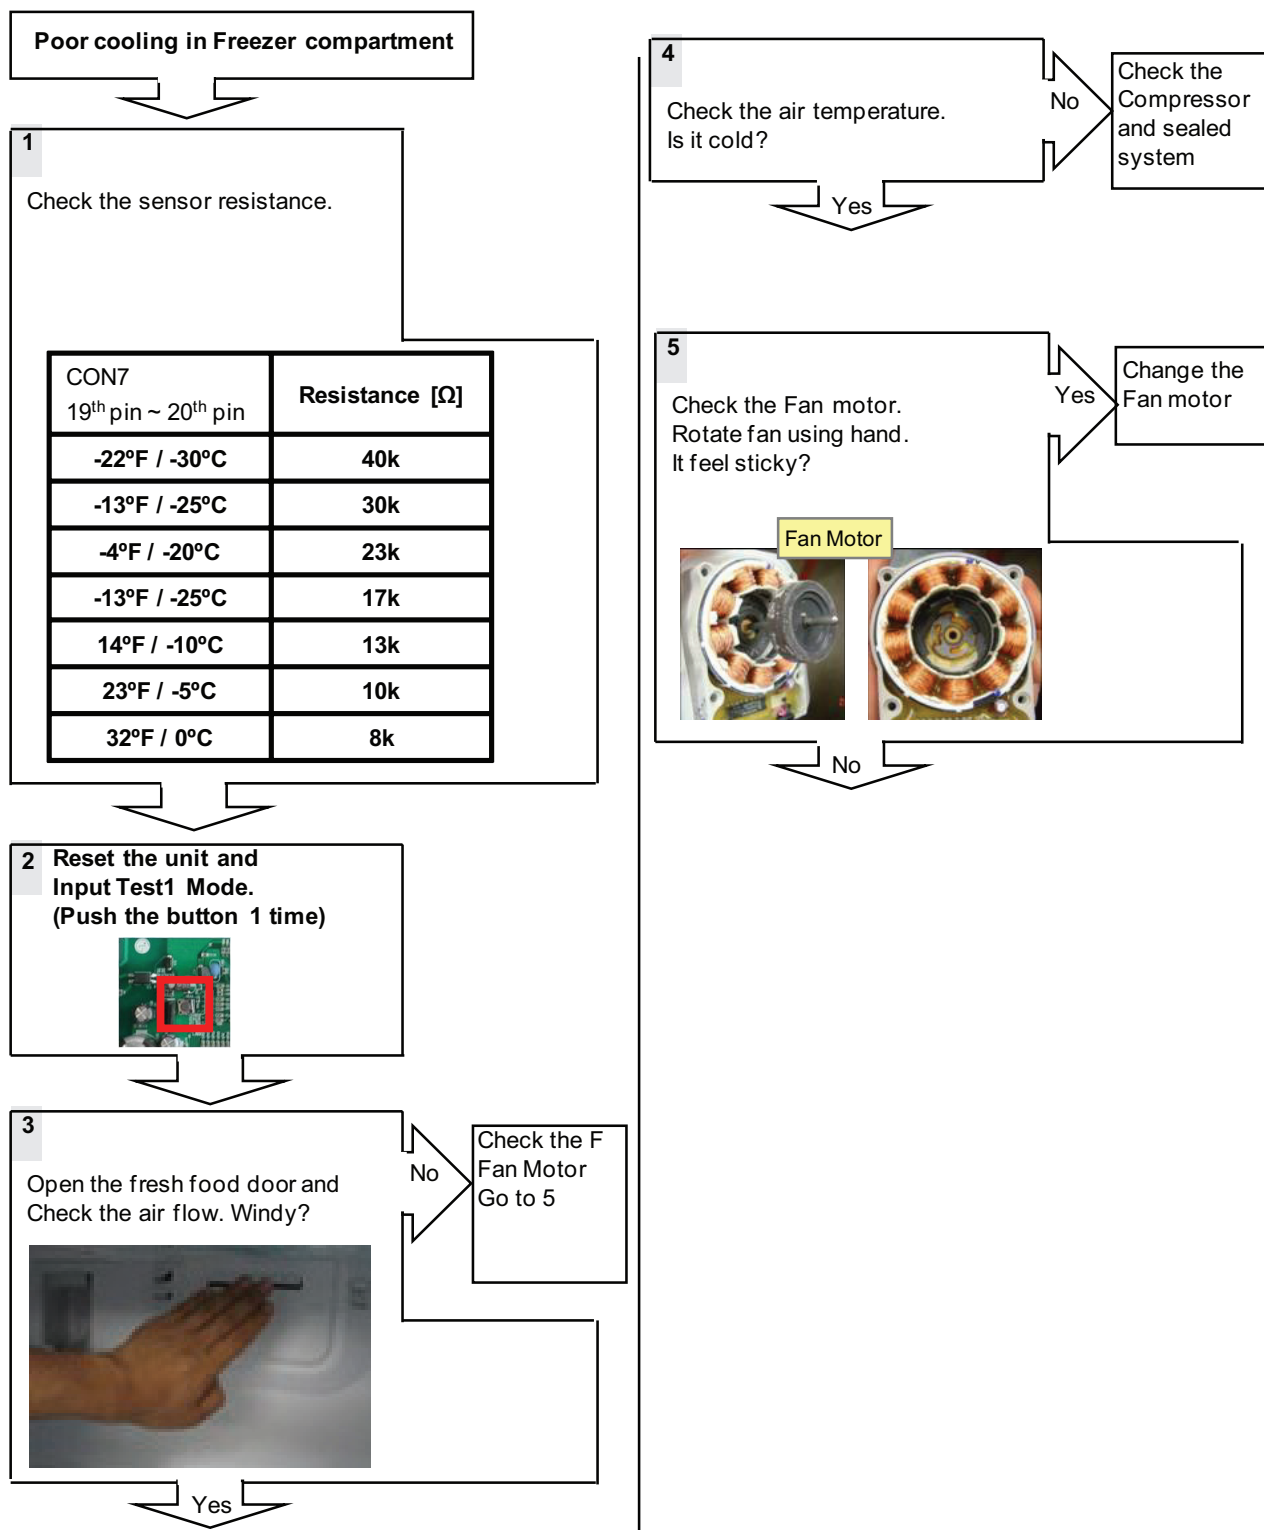 Poor cooling in Freezer compartment
1
Check the sensor resistance.
CON7
19th pin ~ 20th pin
Resistance [Ω]
-22ºF / -30ºC 40k
-13ºF / -25ºC 30k
-4ºF / -20ºC 23k
-13ºF / -25ºC 17k
14ºF / -10ºC 13k
23ºF / -5ºC 10k
32ºF / 0ºC 8k
2 Reset the unit and
Input Test1 Mode.
(Push the button 1 time)
3
Open the fresh food door and
Check the air flow. Windy?
No
Check the F
Fan Motor
Go to 5
Yes
4
Check the air temperature.
Is it cold?
No
Check the
Compressor
and sealed
system
Yes
5
Check the Fan motor.
Rotate fan using hand.
It feel sticky?
Yes
Change the
Fan motor
Fan Motor
No